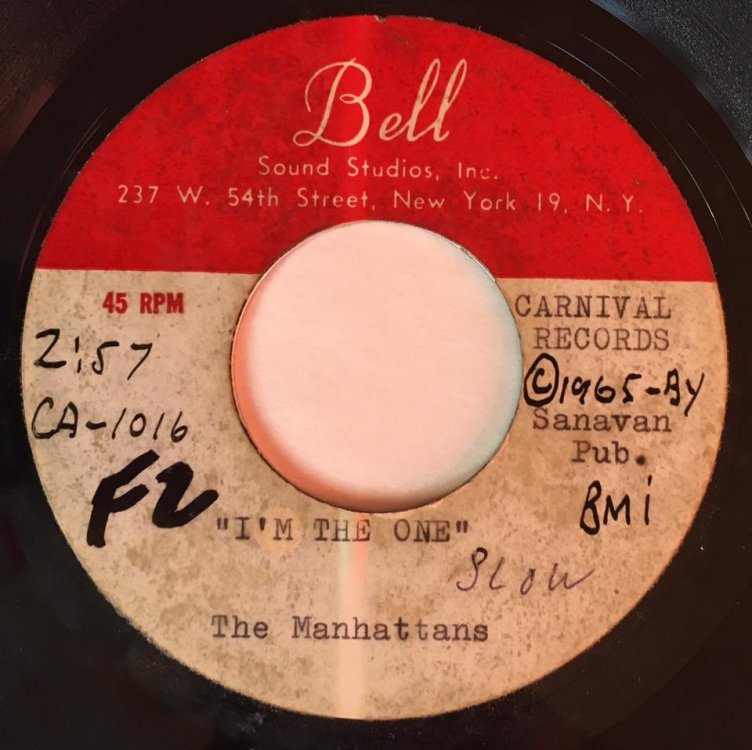 Bell
Sound Studios, Inc.
237 W. 54th Street, New York 19, N. Y.
45 RPM
2:57
CA-1016
F2
CARNIVAL
RECORDS
©1965-BY
Sanavan
Pub.
BMi
"I'M THE ONE"
SLOW
The Manhattans